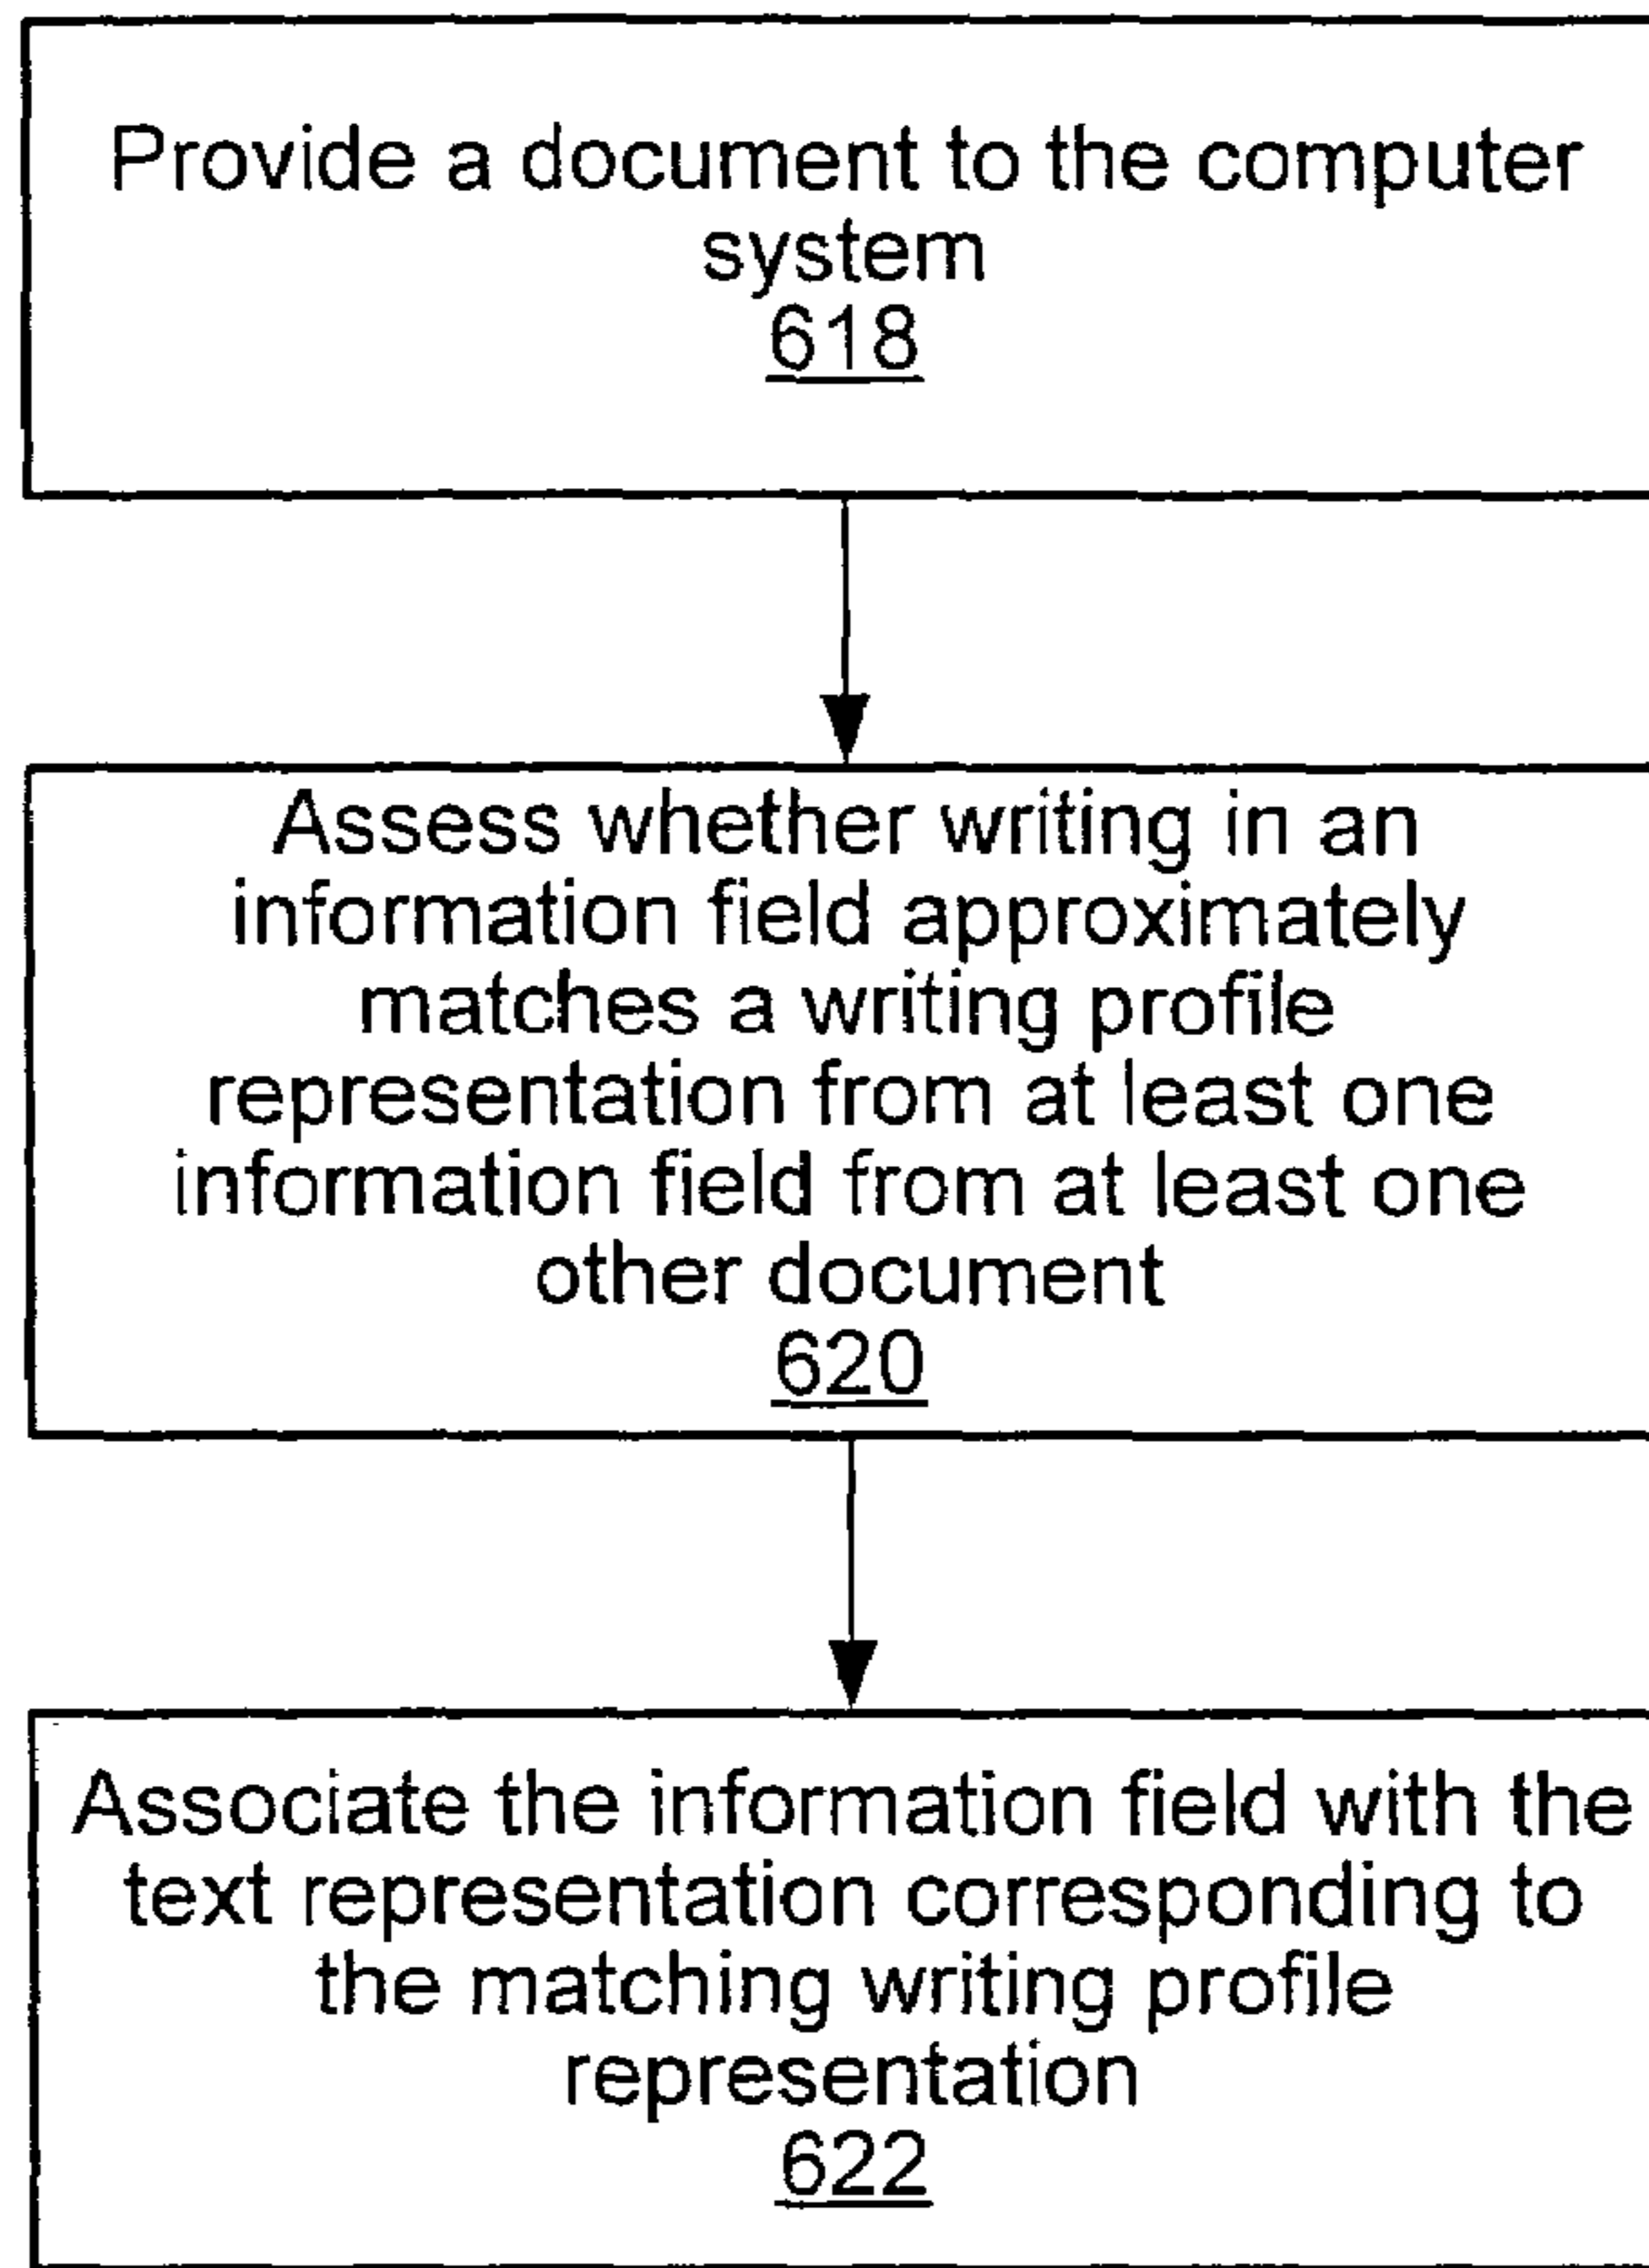 Provide a document to the computer
system
618
Assess whether writing in an
information field approximately
matches a writing profile
representation from at least one
information field from at least one
other document
620
Associate the information field with the
text representation corresponding to
the matching writing profile
representation
622